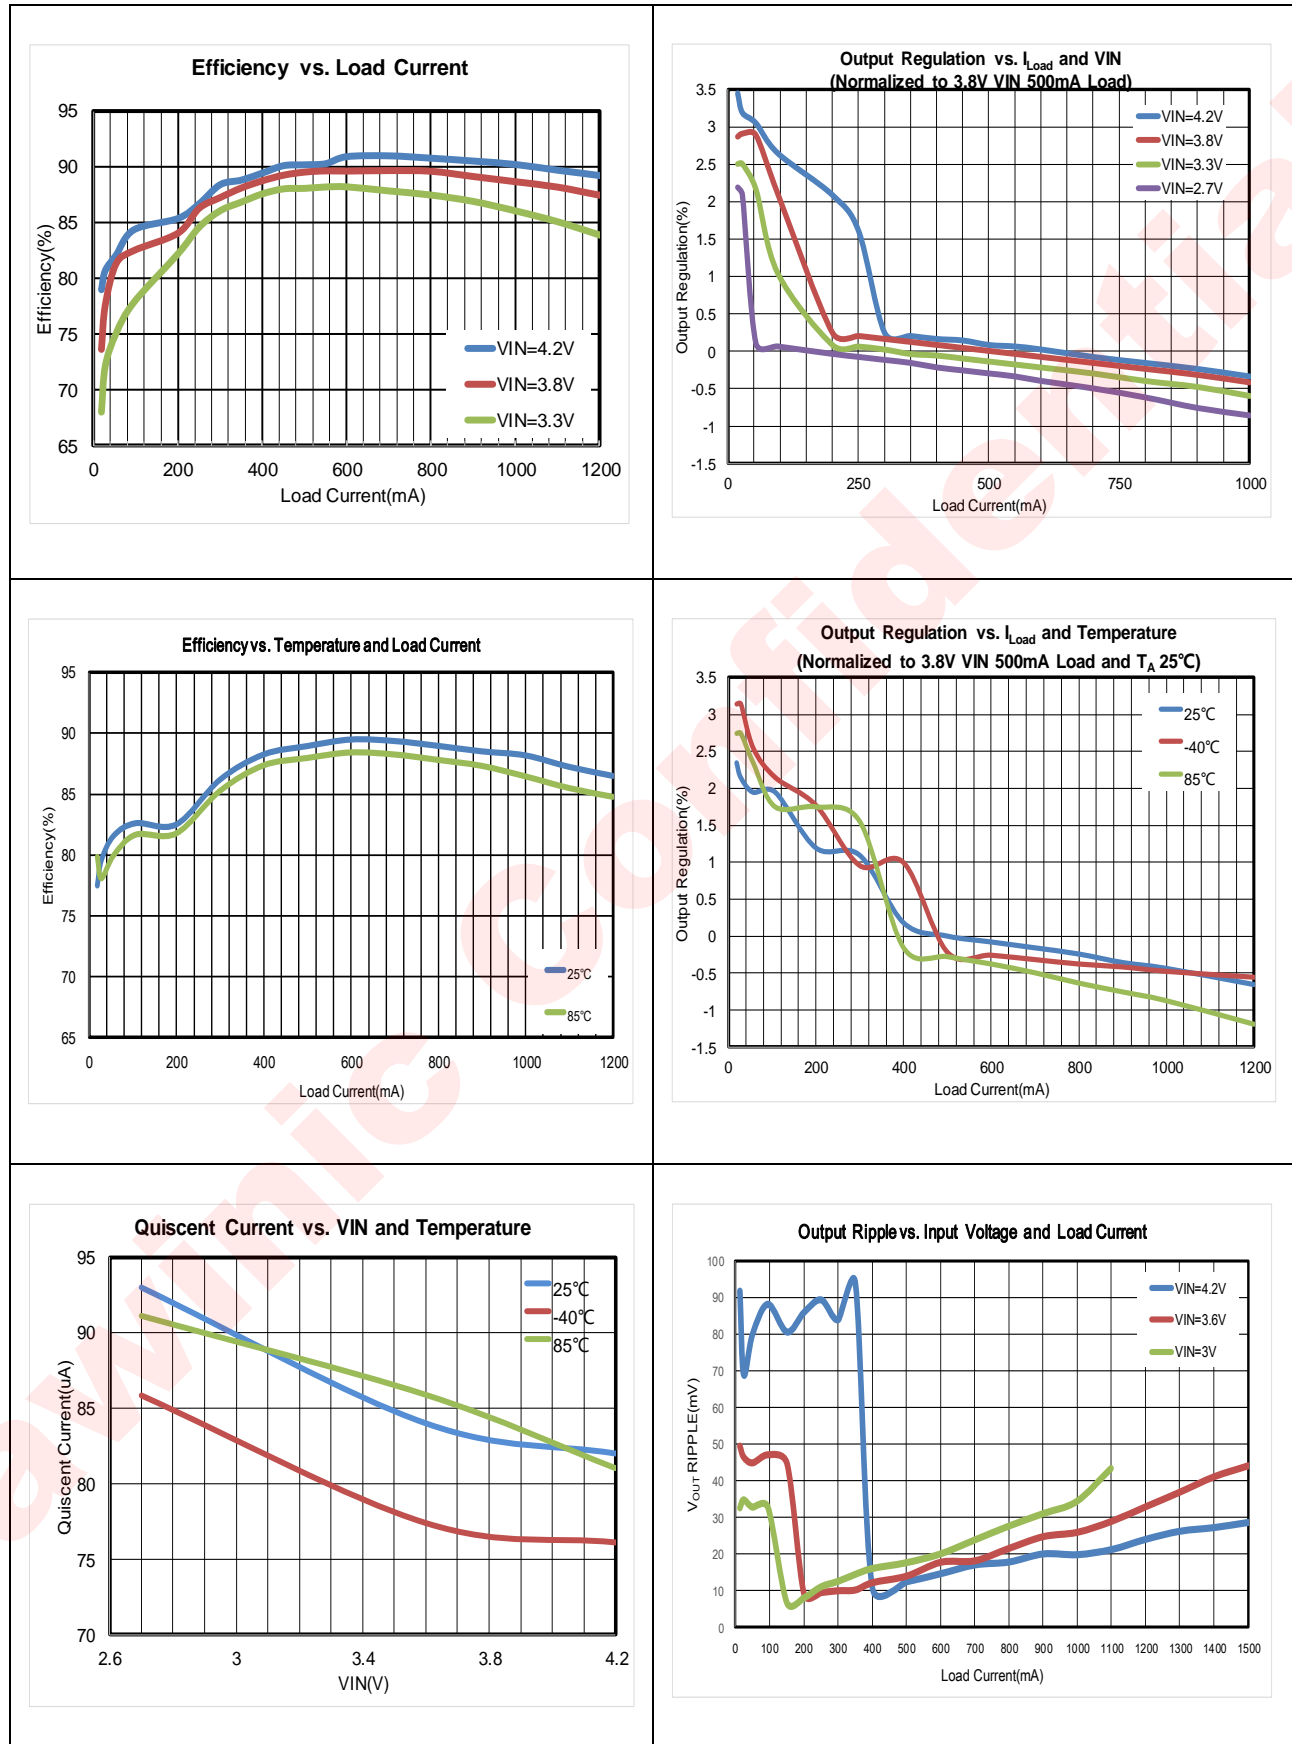 Efficiency vs. Load Current
95
90
85
80
75
70
65
Efficiency(%)
VIN=4.2V
VIN=3.8V
VIN=3.3V
0 200 400 600 800 1000 1200
Load Current(mA)
Output Regulation vs. ILoad and VIN
(Normalized to 3.8V VIN 500mA Load)
3.5
3
2.5
2
1.5
1
0.5
0
-0.5
-1
-1.5
Output Regulation(%)
VIN=4.2V
VIN=3.8V
VIN=3.3V
VIN=2.7V
0 250 500 750 1000
Load Current(mA)
Efficiency vs. Temperature and Load Current
95
90
85
80
75
70
65
Efficiency(%)
25℃
85℃
0 200 400 600 800 1000 1200
Load Current(mA)
Output Regulation vs. ILoad and Temperature
(Normalized to 3.8V VIN 500mA Load and TA 25℃)
3.5
3
2.5
2
1.5
1
0.5
0
-0.5
-1
-1.5
Output Regulation(%)
25℃
-40℃
85℃
0 200 400 600 800 1000 1200
Load Current(mA)
Quiscent Current vs. VIN and Temperature
95
90
85
80
75
70
Quiscent Current(uA)
25℃
-40℃
85℃
2.6 3 3.4 3.8 4.2
VIN(V)
Output Ripple vs. Input Voltage and Load Current
100
90
80
70
60
50
40
30
20
10
0
VOUT RIPPLE(mV)
VIN=4.2V
VIN=3.6V
VIN=3V
0 100 200 300 400 500 600 700 800 900 1000 1100 1200 1300 1400 1500
Load Current(mA)
awinic Confidential